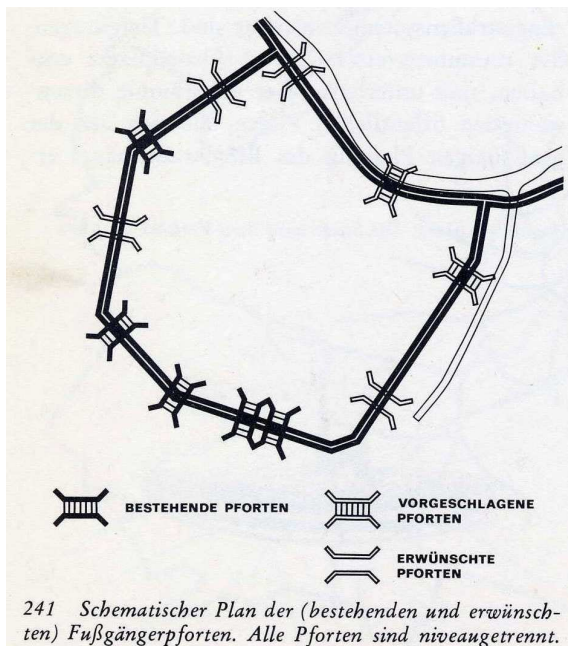 BESTEHENDE PFORTEN
VORGESCHLAGENE
PFORTEN
ERWÜNSCHTE
PFORTEN
241 Schematischer Plan der (bestehenden und erwünsch-
ten) Fußgängerpforten. Alle Pforten sind niveaugetrennt.